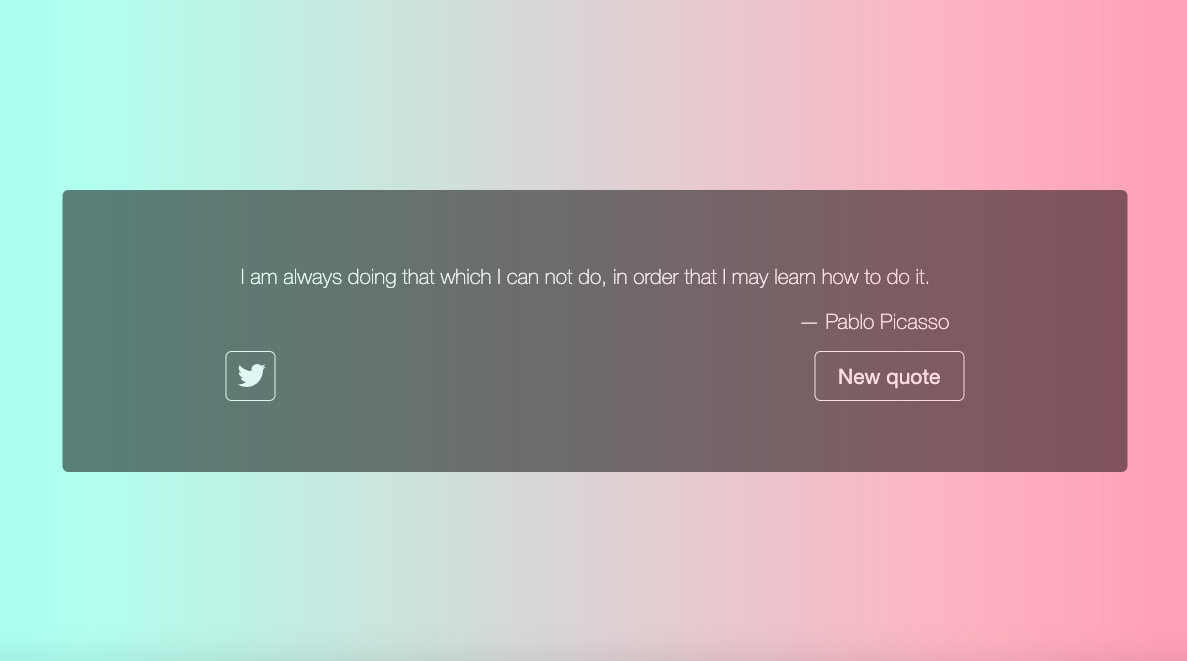 I am always doing that which I can not do, in order that I may learn how to do it.
— Pablo Picasso
New quote